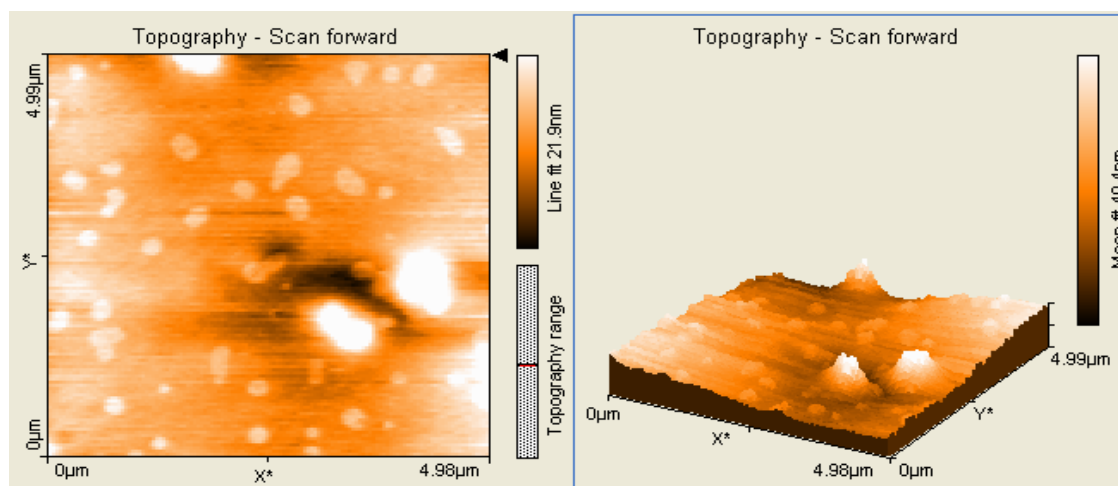 Topography - Scan forward
4.99µm
Line fit 21.9nm
Y*
Topography range
0µm
0µm
X*
4.98µm
Topography - Scan forward
4.99µm
0µm
Y*
X*
4.98µm
0µm